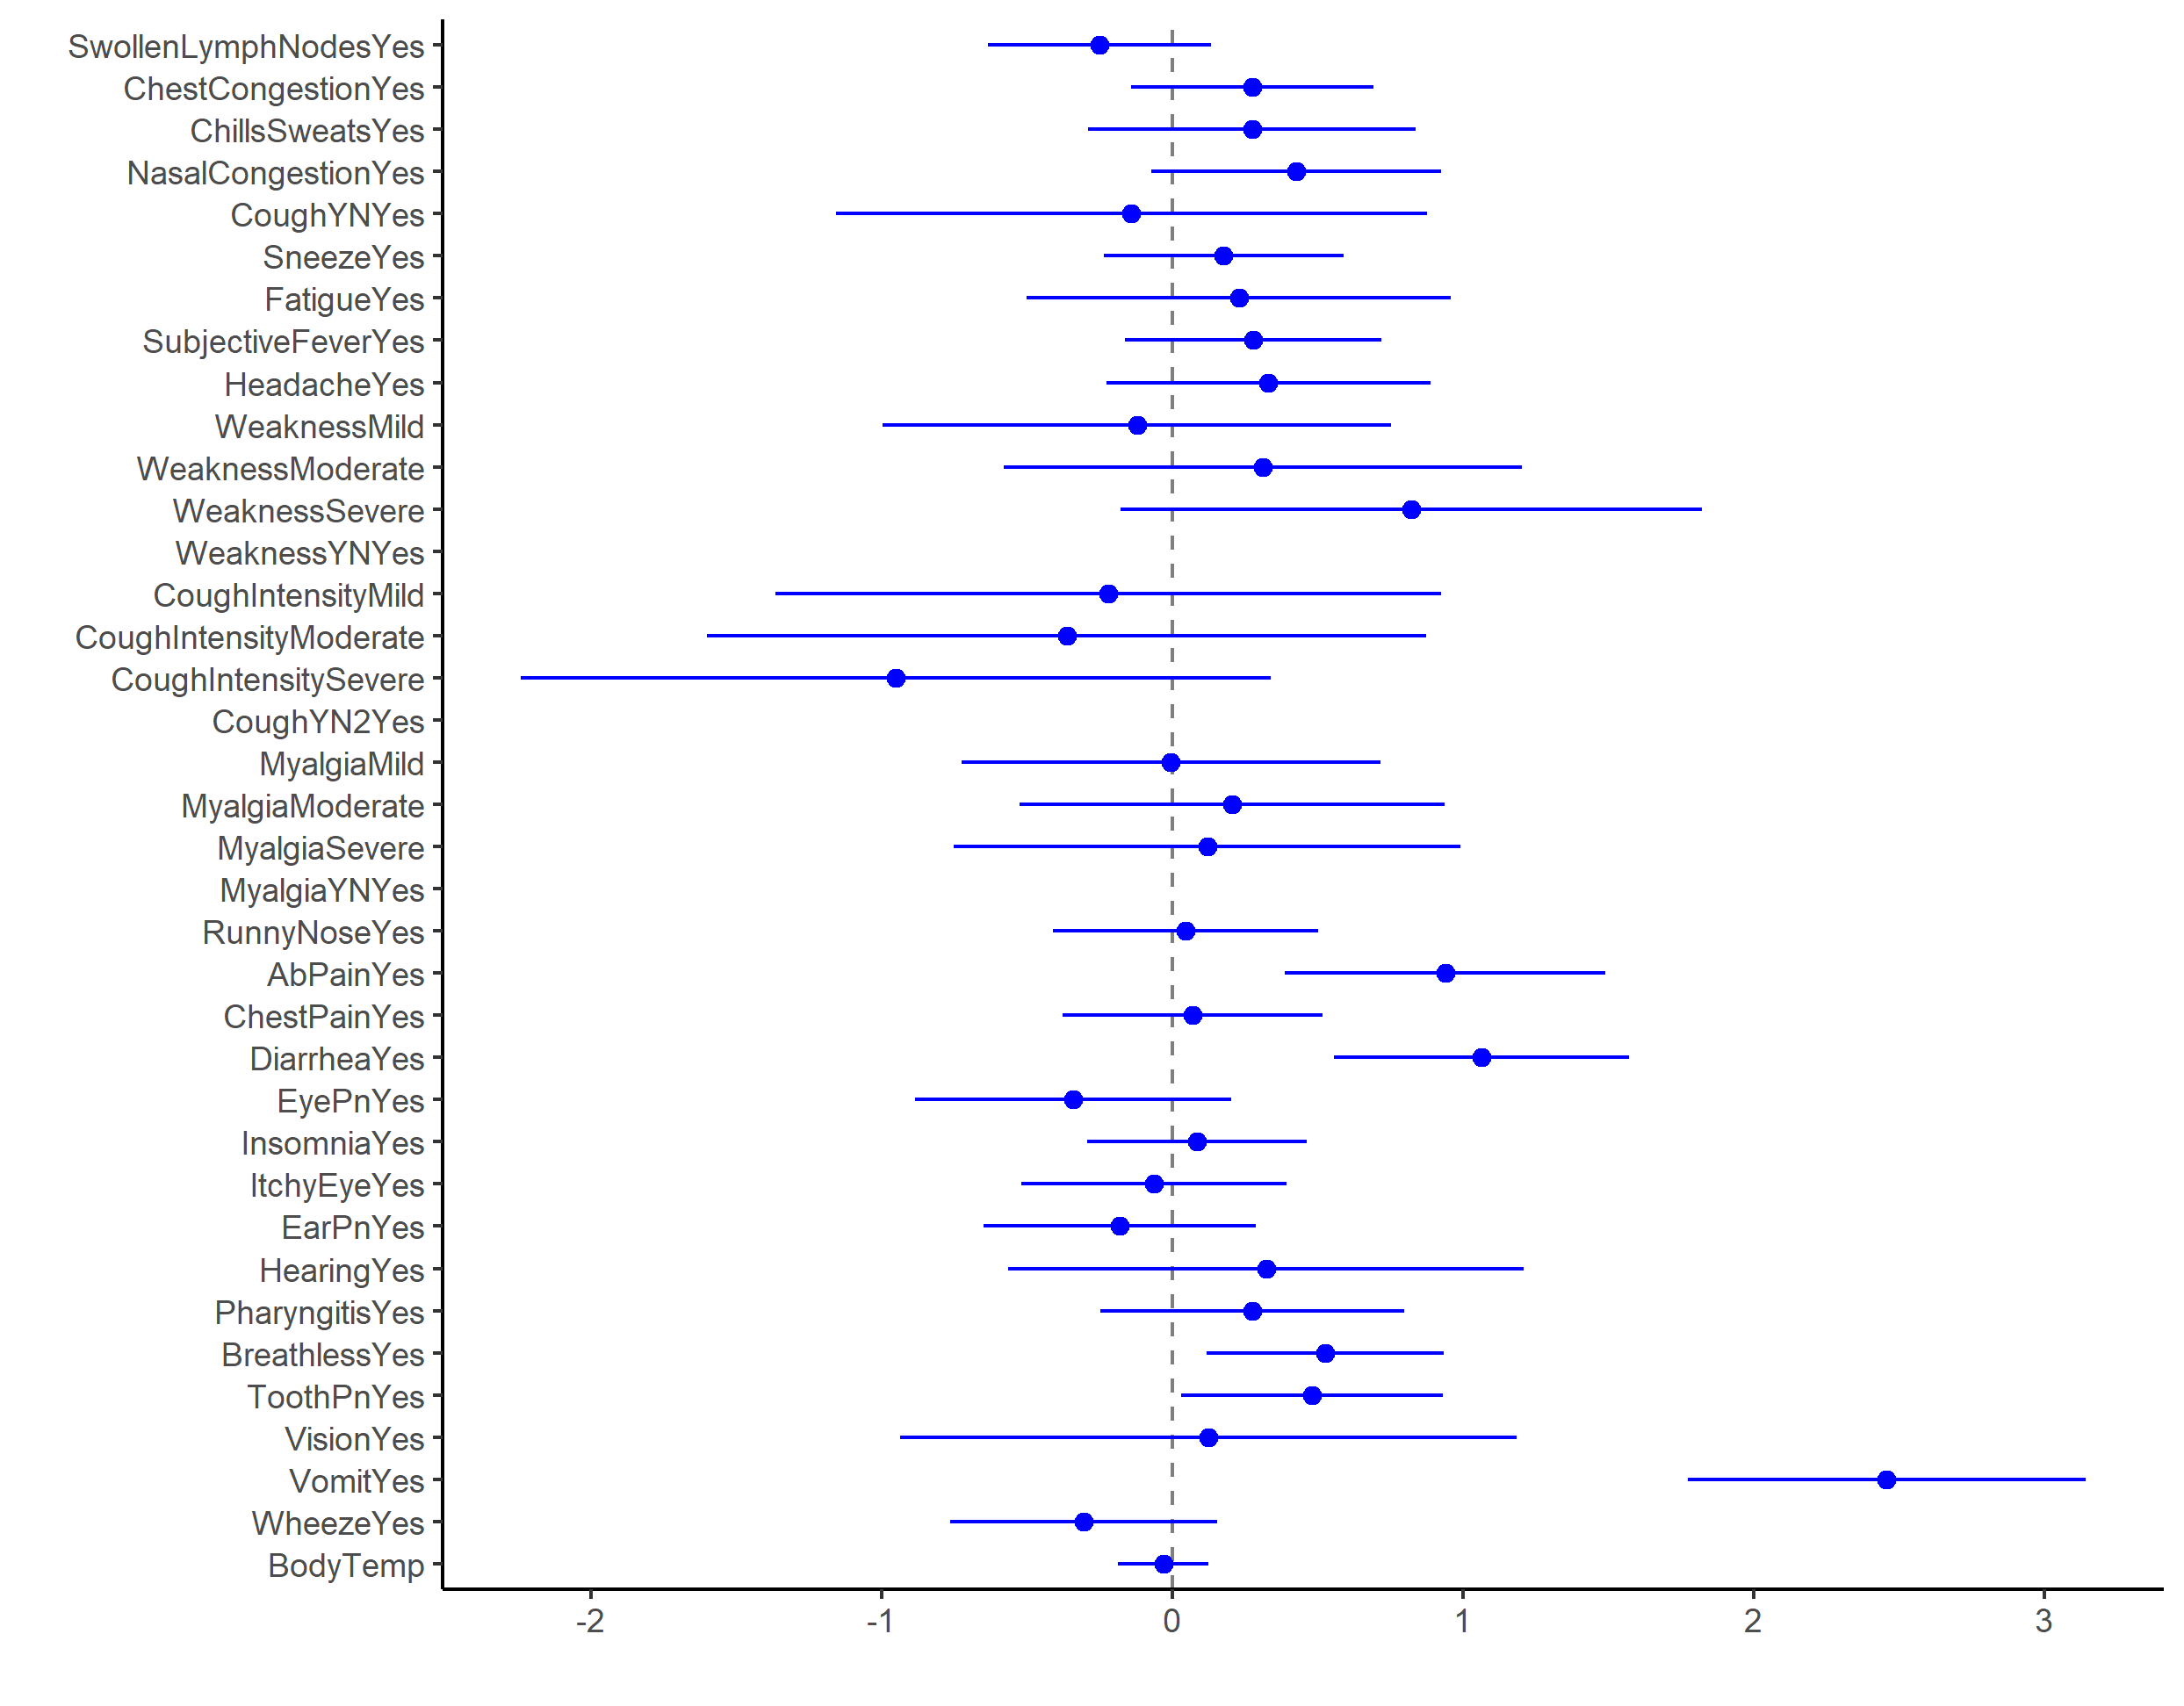 SwollenLymphNodesYes
ChestCongestionYes
ChillsSweatsYes
NasalCongestionYes
CoughYNYes
SneezeYes
FatigueYes
SubjectiveFeverYes
HeadacheYes
WeaknessMild
WeaknessModerate
WeaknessSevere
WeaknessYNYes
CoughIntensityMild
CoughIntensityModerate
CoughIntensitySevere
CoughYN2Yes
MyalgiaMild
MyalgiaModerate
MyalgiaSevere
MyalgiaYNYes
RunnyNoseYes
AbPainYes
ChestPainYes
DiarrheaYes
EyePnYes
InsomniaYes
ItchyEyeYes
EarPnYes
HearingYes
PharyngitisYes
BreathlessYes
ToothPnYes
VisionYes
VomitYes
WheezeYes
BodyTemp
-2 -1 0 1 2 3